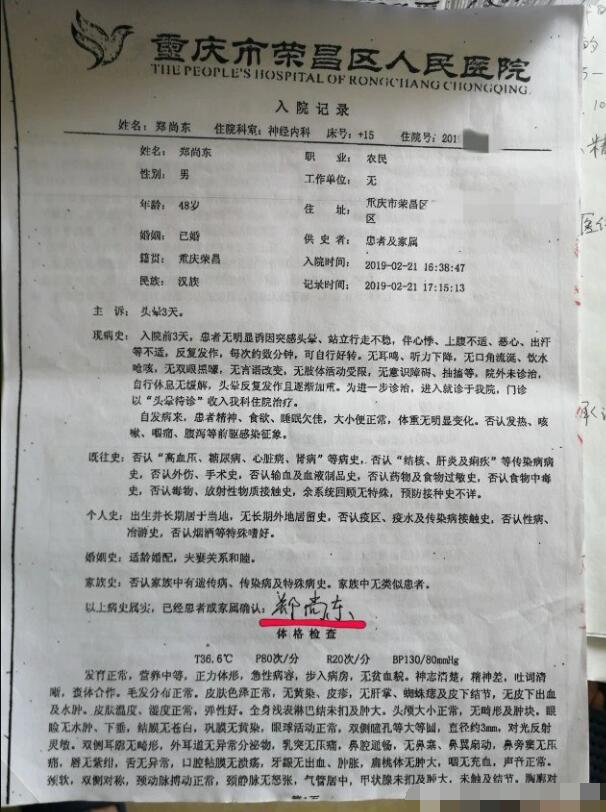 重庆市荣昌区人民医院
THE PEOPLE'S HOSPITAL OF RONGCHANG CHONGQING
入院记录
姓名：郑尚东 住院科室：神经内科 床号：+15 住院号：201
姓名： 郑尚东 职 业： 农民
性别： 男 工作单位： 无
年龄： 48岁 住 址： 重庆市荣昌区
区
婚姻： 已婚 供 史 者： 患者及家属
籍贯： 重庆荣昌 入院时间： 2019-02-21 16:38:47
民族： 汉族 记录时间： 2019-02-21 17:15:13
主 诉： 头晕3天。
现病史： 入院前3天，患者无明显诱因突感头晕、站立行走不稳，伴心惨、上腹不适、恶心、出汗
等不适，反复发作，每次约数分钟，可自行好转。无耳鸣、听力下降，无口角流涎、饮水
呛咳，无双眼黑曚，无言语改变，无肢体活动受限，无意识障碍、抽搐等。院外未诊治，
自行休息无缓解，头晕反复发作且逐渐加重。为进一步诊治，进入就诊于我院，门诊
以“头晕待诊”收入我科住院治疗。
自发病来，患者精神、食欲、睡眠欠佳，大小便正常，体重无明显变化。否认发热、咳
嗽、咽痛、腹泻等前驱感染征象。
既往史： 否认“高血压、糖尿病、心脏病、肾病”等病史，否认“结核、肝炎及痢疾”等传染病病
史，否认外伤、手术史，否认输血及血液制品史，否认药物及食物过敏史，否认食物中毒
史，否认毒物、放射性物质接触史，余系统回顾无特殊，预防接种史不详。
个人史： 出生并长期居于当地，无长期外地居留史，否认疫区、疫水及传染病接触史，否认性病、
冶游史，否认烟酒等特殊嗜好。
婚姻史： 适龄婚配，夫妻关系和睦。
家族史： 否认家族中有遗传病、传染病及特殊病史。家族中无类似患者。
以上病史属实，已经患者或家属确认：郑尚东、
体 格 检 查
T36.6℃ P80次/分 R20次/分 BP130/80mmHg
发育正常，营养中等，正力体形，急性病容，步入病房，无贫血貌。神志清楚，精神差，吐词清
晰，查体合作。毛发分布正常。皮肤色泽正常，无黄染、皮疹，无肝掌、蜘蛛痣及皮下结节，无皮下出血
及水肿。皮肤温度、湿度正常，弹性好。全身浅表淋巴结未扪及肿大。头颅大小正常，无畸形及肿块。眼
睑无水肿、下垂，结膜无苍白，巩膜无黄染，眼球活动正常，双侧瞳孔等大等圆，直径约3mm，对光反射
灵敏。双侧耳廓无畸形，外耳道无异常分泌物，乳突无压痛，鼻腔通畅，无鼻塞、鼻翼扇动，鼻旁窦无压
痛，唇无紫绀，舌无异常，口腔粘膜无溃疡，牙龈无出血、肿胀，扁桃体无肿大，咽无充血，声音正常。
颈软，双侧对称，颈动脉搏动正常，颈静脉无怒张，气管居中，甲状腺未扪及肿大，未触及结节。胸廓对